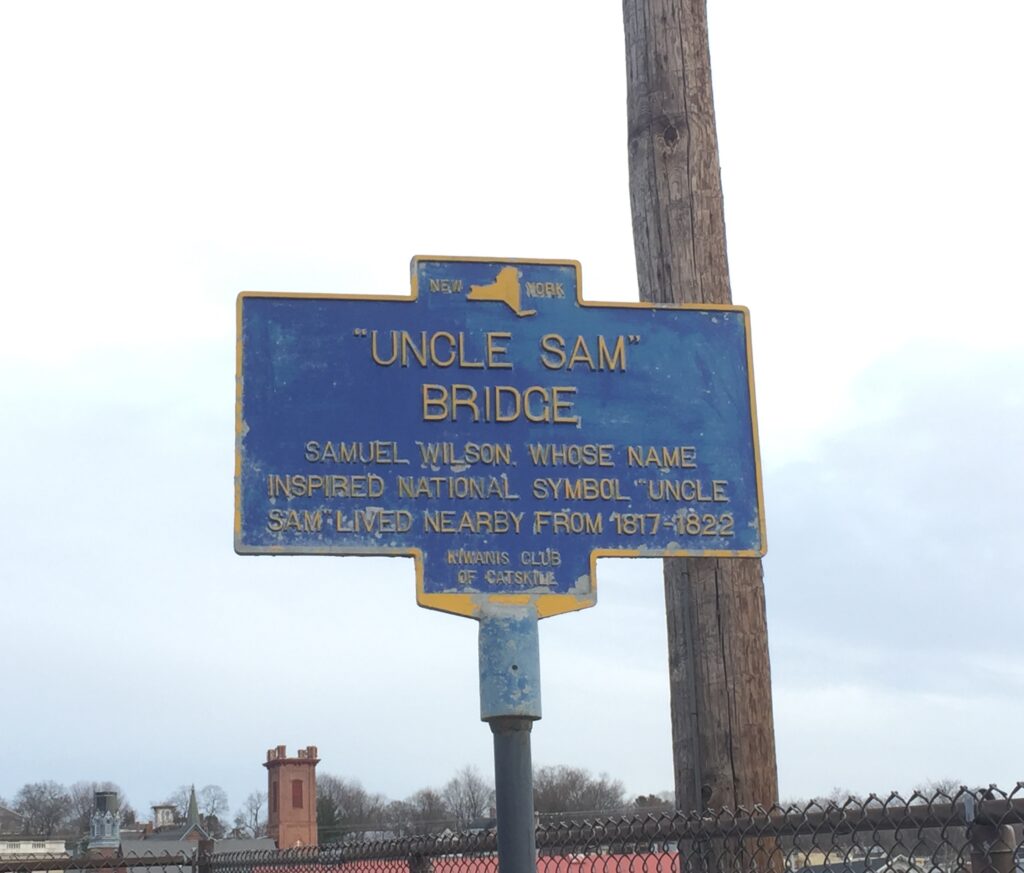 NEW YORK
"UNCLE SAM"
BRIDGE
SAMUEL WILSON, WHOSE NAME
INSPIRED NATIONAL SYMBOL "UNCLE
SAM" LIVED NEARBY FROM 1817-1822
KIWANIS CLUB
OF CATSKILL